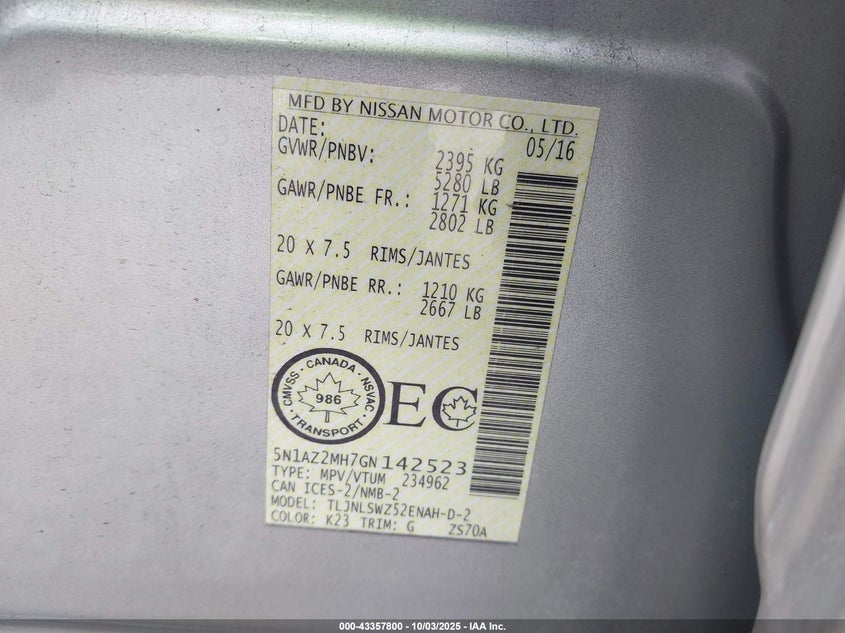 MFD BY NISSAN MOTOR CO., LTD.
DATE: 05/16
GVWR/PNBV: 2395 KG
5280 LB
GAWR/PNBE FR.: 1271 KG
2802 LB
20 X 7.5 RIMS/JANTES
GAWR/PNBE RR.: 1210 KG
2667 LB
20 X 7.5 RIMS/JANTES
CMVSS · CANADA · NSVAC
986
· TRANSPORT ·
EC
5N1AZ2MH7GN142523
TYPE: MPV/VTUM 234962
CAN ICES-2/NMB-2
MODEL: TLJNLSWZ52ENAH-D-2
COLOR: K23 TRIM: G ZS70A
000-43357800 - 10/03/2025 - IAA Inc.